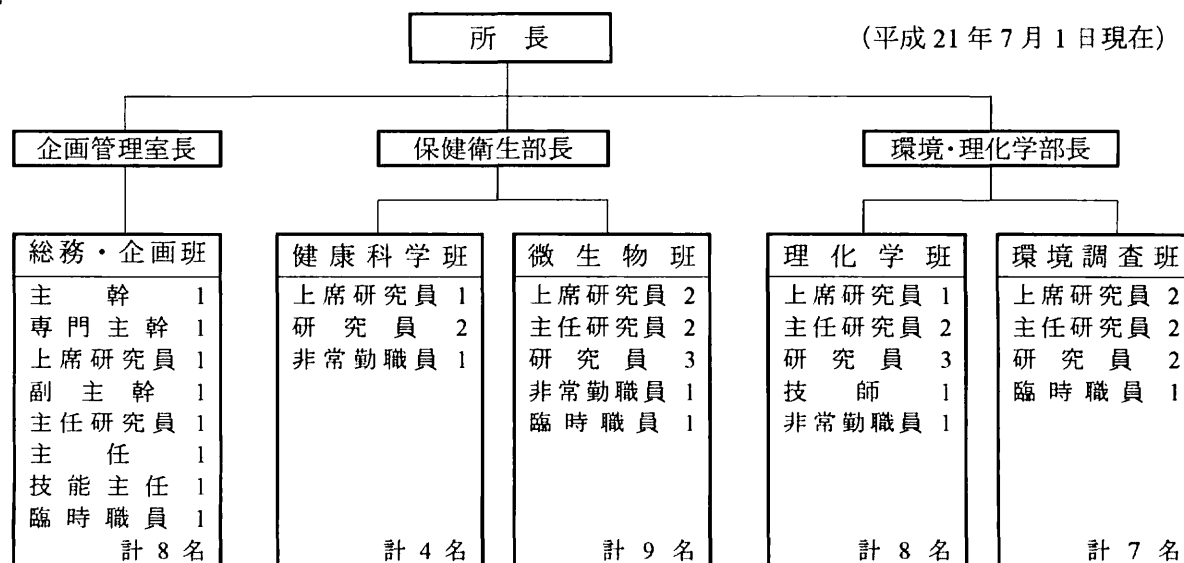 所長
(平成21年7月1日現在)
企画管理室長
保健衛生部長
環境・理化学部長
総務・企画班
主幹 1
専門主幹 1
上席研究員 1
副主幹 1
主任研究員 1
主任 1
技能主任 1
臨時職員 1
計8名
健康科学班
上席研究員 1
研究員 2
非常勤職員 1
計4名
微生物班
上席研究員 2
主任研究員 2
研究員 3
非常勤職員 1
臨時職員 1
計9名
理化学班
上席研究員 1
主任研究員 2
研究員 3
技師 1
非常勤職員 1
計8名
環境調査班
上席研究員 2
主任研究員 2
研究員 2
臨時職員 1
計7名